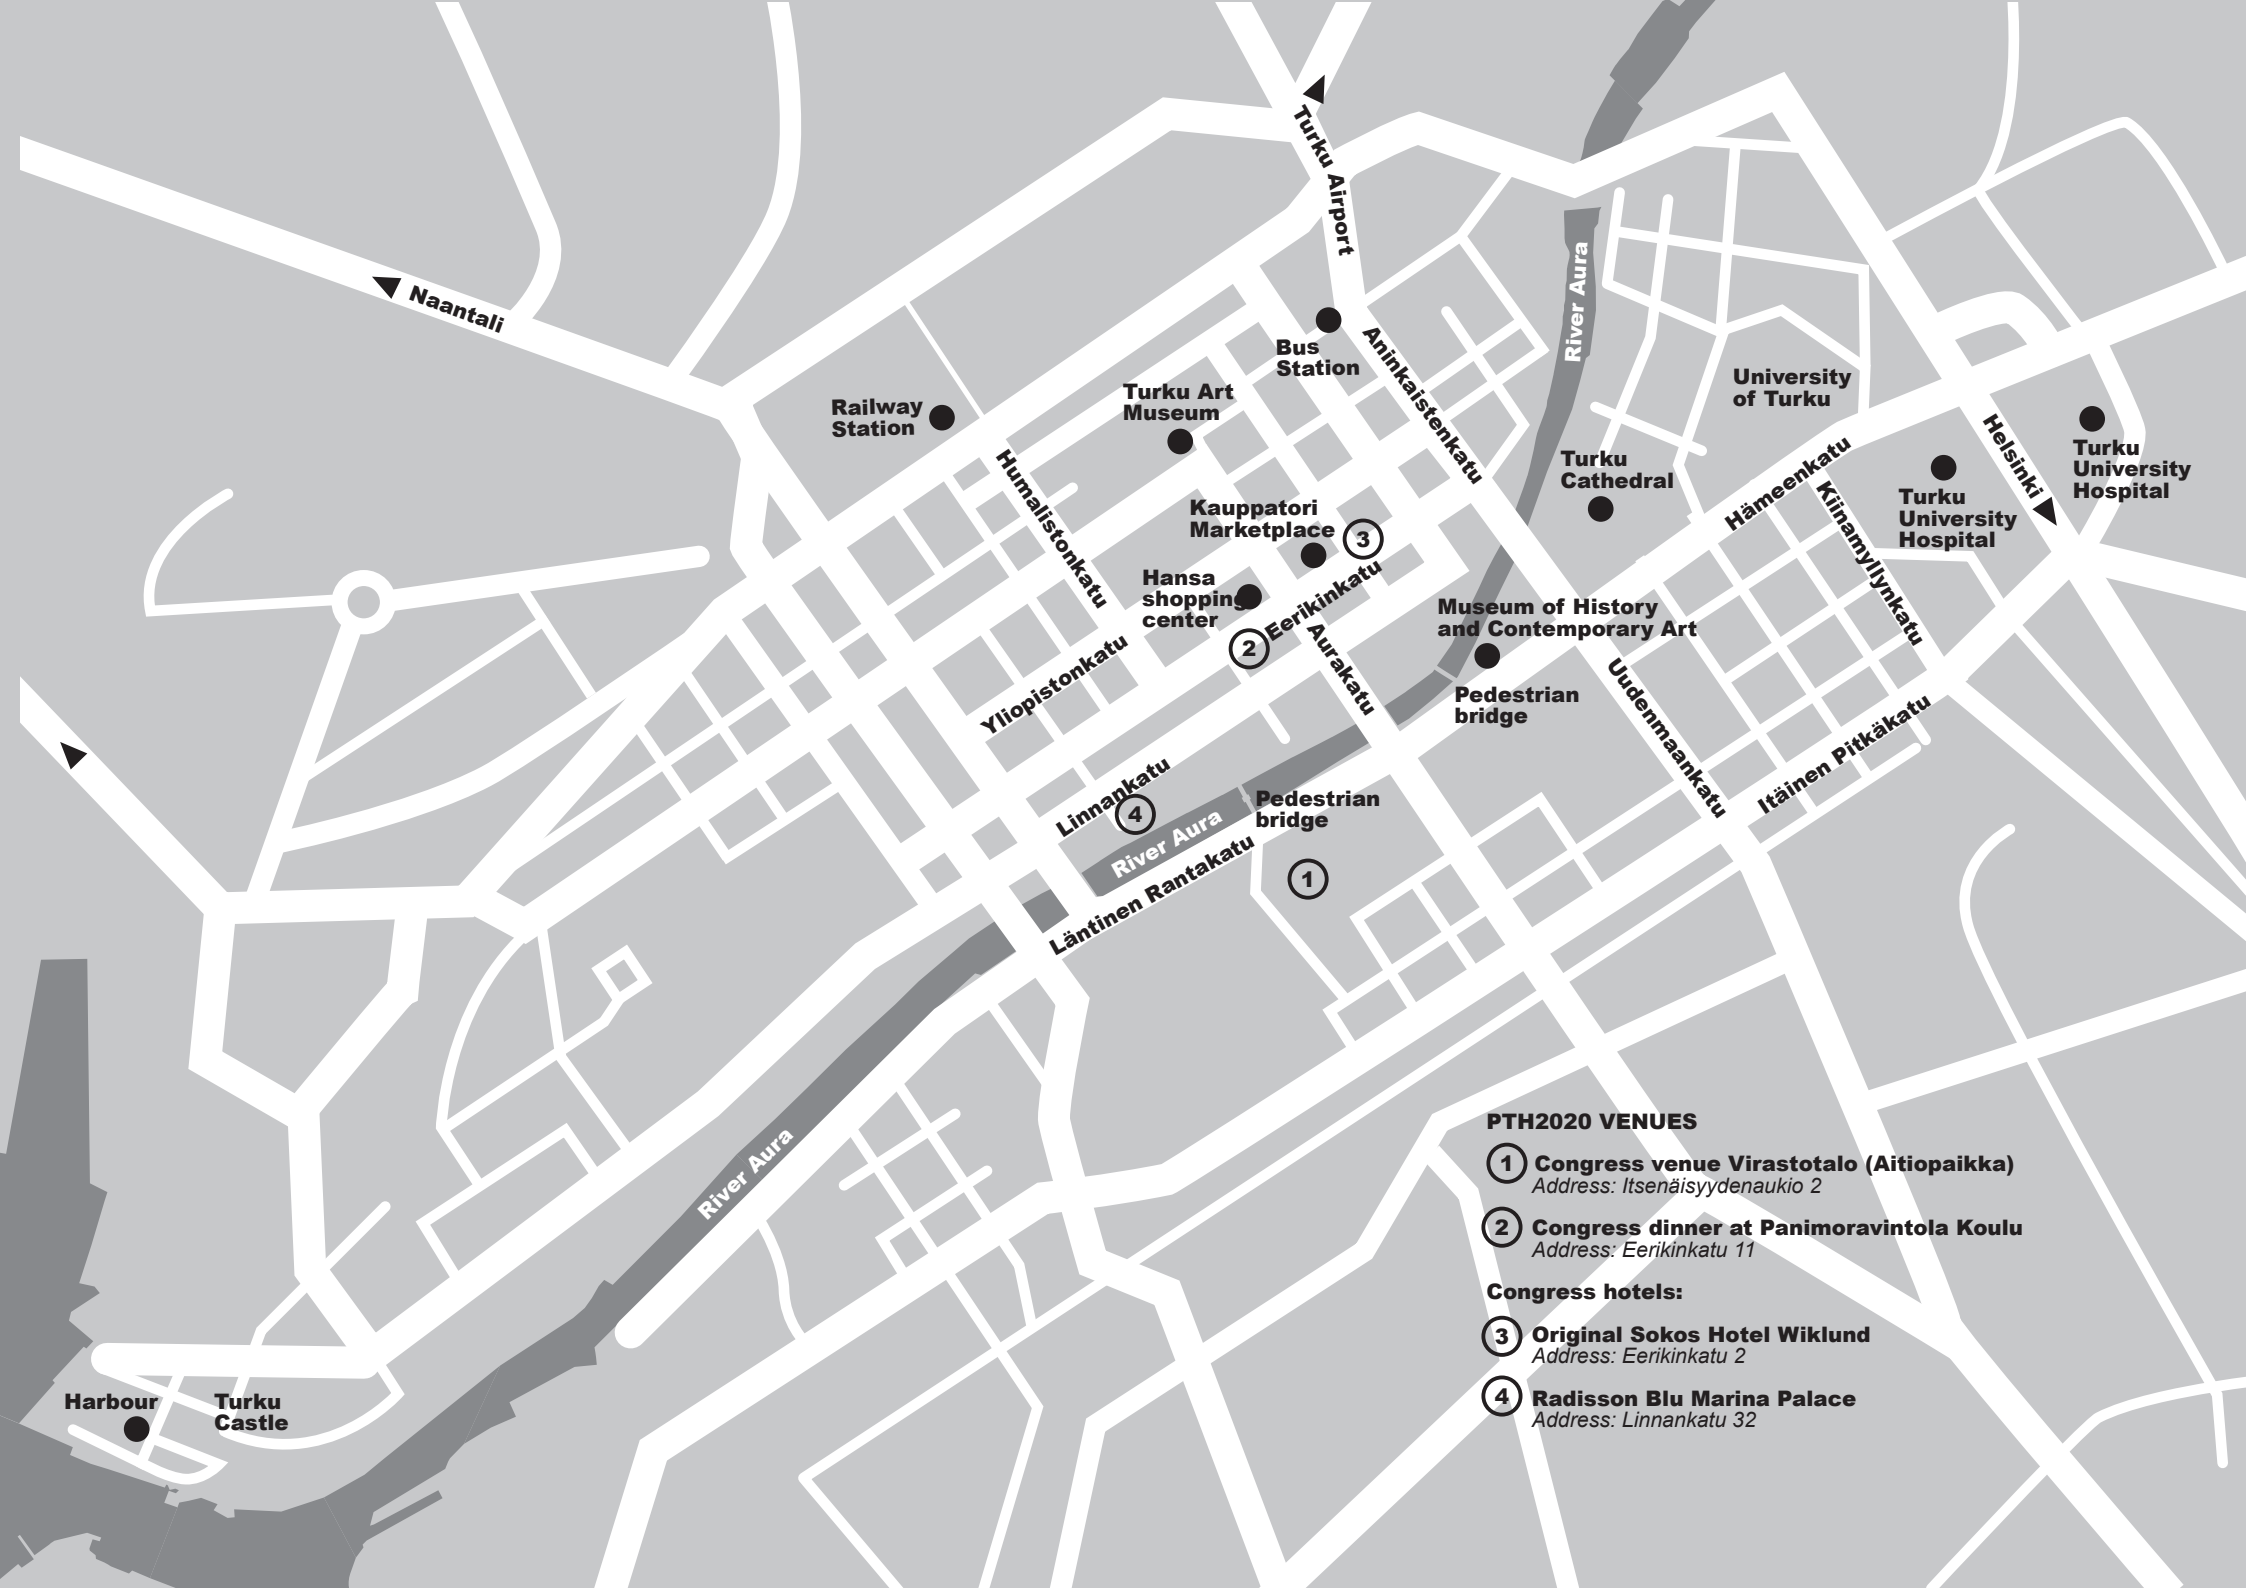 Turku Airport
Naantali
River Aura
Bus
Station
Aninkaistenkatu
Railway
Station
Turku Art
Museum
University
of Turku
Humalistonkatu
Kauppatori
Marketplace
3
Turku
Cathedral
Hämeenkatu
Kiinamyllynkatu
Helsinki
Turku
University
Hospital
Turku
University
Hospital
Hansa
shopping
center
Eerikinkatu
2
Aurakatu
Yliopistonkatu
Museum of History
and Contemporary Art
Pedestrian
bridge
Uudenmaankatu
Itäinen Pitkäkatu
Linnankatu
4
River Aura
Pedestrian
bridge
Läntinen Rantakatu
1
River Aura
Harbour
Turku
Castle
PTH2020 VENUES
1 Congress venue Virastotalo (Aitiopaikka)
Address: Itsenäisyydenaukio 2
2 Congress dinner at Panimoravintola Koulu
Address: Eerikinkatu 11
Congress hotels:
3 Original Sokos Hotel Wiklund
Address: Eerikinkatu 2
4 Radisson Blu Marina Palace
Address: Linnankatu 32